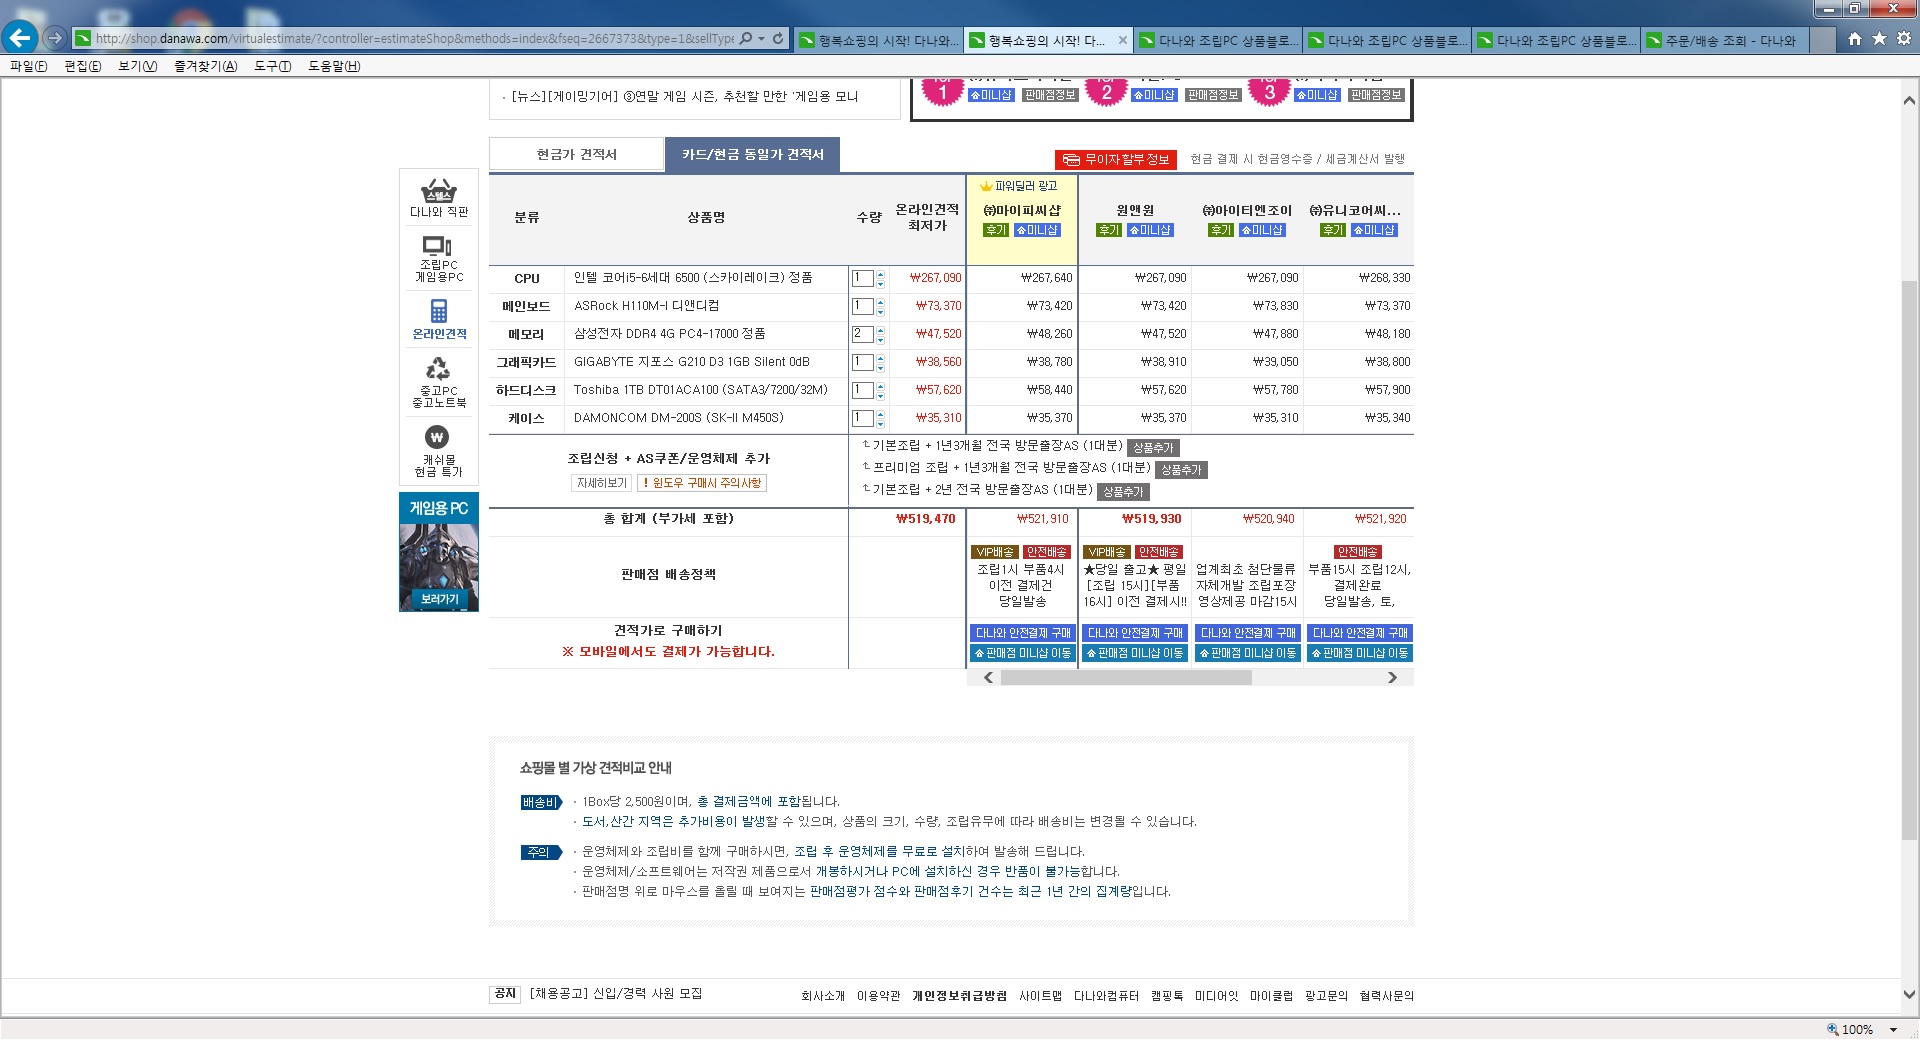 http://shop.danawa.com/virtualestimate/?controller=estimateShop&methods=index&fseq=2667373&type=1&sellType
행복쇼핑의 시작! 다나와...
행복쇼핑의 시작! 다...
다나와 조립PC 상품블로...
다나와 조립PC 상품블로...
다나와 조립PC 상품블로...
주문/배송 조회 - 다나와
파일(F) 편집(E) 보기(V) 즐겨찾기(A) 도구(T) 도움말(H)
· [뉴스][게이밍기어] ⓢ연말 게임 시즌, 추천할 만한 '게임용 모니
1 미니샵 판매점정보
2 미니샵 판매점정보
3 미니샵 판매점정보
현금가 견적서
카드/현금 동일가 견적서
무이자할부정보
현금 결제 시 현금영수증 / 세금계산서 발행
스텔스
다나와 직판
조립PC
게임용PC
온라인견적
중고PC
중고노트북
캐쉬몰
현금 특가
게임용 PC
보러가기
분류 상품명 수량 온라인견적 최저가
파워딜러 광고
㈜마이피씨샵 원앤원 ㈜아이티엔조이 ㈜유니코어씨...
후기 미니샵 후기 미니샵 후기 미니샵 후기 미니샵
CPU 인텔 코어i5-6세대 6500 (스카이레이크) 정품 1 ₩267,090 ₩267,640 ₩267,090 ₩267,090 ₩268,330
메인보드 ASRock H110M-I 디앤디컴 1 ₩73,370 ₩73,420 ₩73,420 ₩73,830 ₩73,370
메모리 삼성전자 DDR4 4G PC4-17000 정품 2 ₩47,520 ₩48,260 ₩47,520 ₩47,880 ₩48,180
그래픽카드 GIGABYTE 지포스 G210 D3 1GB Silent 0dB 1 ₩38,560 ₩38,780 ₩38,910 ₩39,050 ₩38,800
하드디스크 Toshiba 1TB DT01ACA100 (SATA3/7200/32M) 1 ₩57,620 ₩58,440 ₩57,620 ₩57,780 ₩57,900
케이스 DAMONCOM DM-200S (SK-II M450S) 1 ₩35,310 ₩35,370 ₩35,370 ₩35,310 ₩35,340
조립신청 + AS쿠폰/운영체제 추가
자세히보기 ! 윈도우 구매시 주의사항
기본조립 + 1년3개월 전국 방문출장AS (1대분) 상품추가
프리미엄 조립 + 1년3개월 전국 방문출장AS (1대분) 상품추가
기본조립 + 2년 전국 방문출장AS (1대분) 상품추가
총 합계 (부가세 포함) ₩519,470 ₩521,910 ₩519,930 ₩520,940 ₩521,920
판매점 배송정책
VIP배송 안전배송
조립1시 부품4시
이전 결제건
당일발송
VIP배송 안전배송
★당일 출고★ 평일
[조립 15시][부품
16시] 이전 결제시!!
업계최초 첨단물류
자체개발 조립포장
영상제공 마감15시
안전배송
부품15시 조립12시,
결제완료
당일발송, 토,
견적가로 구매하기
※ 모바일에서도 결제가 가능합니다.
다나와 안전결제 구매 다나와 안전결제 구매 다나와 안전결제 구매 다나와 안전결제 구매
판매점 미니샵 이동 판매점 미니샵 이동 판매점 미니샵 이동 판매점 미니샵 이동
쇼핑몰 별 가상 견적비교 안내
배송비 · 1Box당 2,500원이며, 총 결제금액에 포함됩니다.
· 도서,산간 지역은 추가비용이 발생할 수 있으며, 상품의 크기, 수량, 조립유무에 따라 배송비는 변경될 수 있습니다.
주의 · 운영체제와 조립비를 함께 구매하시면, 조립 후 운영체제를 무료로 설치하여 발송해 드립니다.
· 운영체제/소프트웨어는 저작권 제품으로서 개봉하시거나 PC에 설치하신 경우 반품이 불가능합니다.
· 판매점명 위로 마우스를 올릴 때 보여지는 판매점평가 점수와 판매점후기 건수는 최근 1년 간의 집계량입니다.
공지 [채용공고] 신입/경력 사원 모집
회사소개 이용약관 개인정보취급방침 사이트맵 다나와컴퓨터 캠핑톡 미디어잇 마이클럽 광고문의 협력사문의
100%